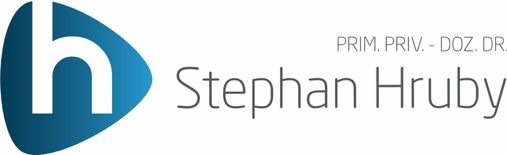 h
PRIM. PRIV. - DOZ. DR.
Stephan Hruby